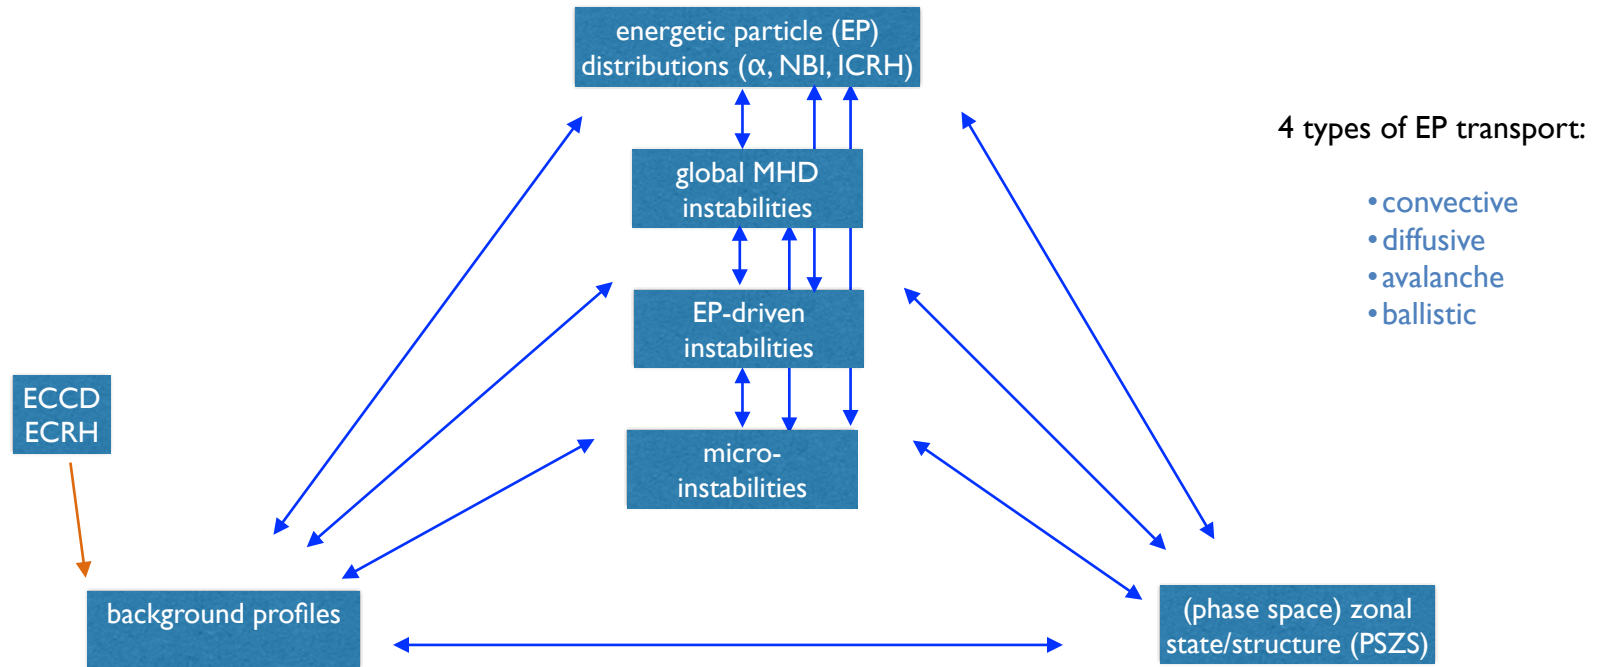 energetic particle (EP)
distributions (α, NBI, ICRH)
4 types of EP transport:
global MHD
instabilities
•convective
•diffusive
•avalanche
•ballistic
EP-driven
instabilities
ECCD
ECRH
micro-
instabilities
background profiles
(phase space) zonal
state/structure (PSZS)